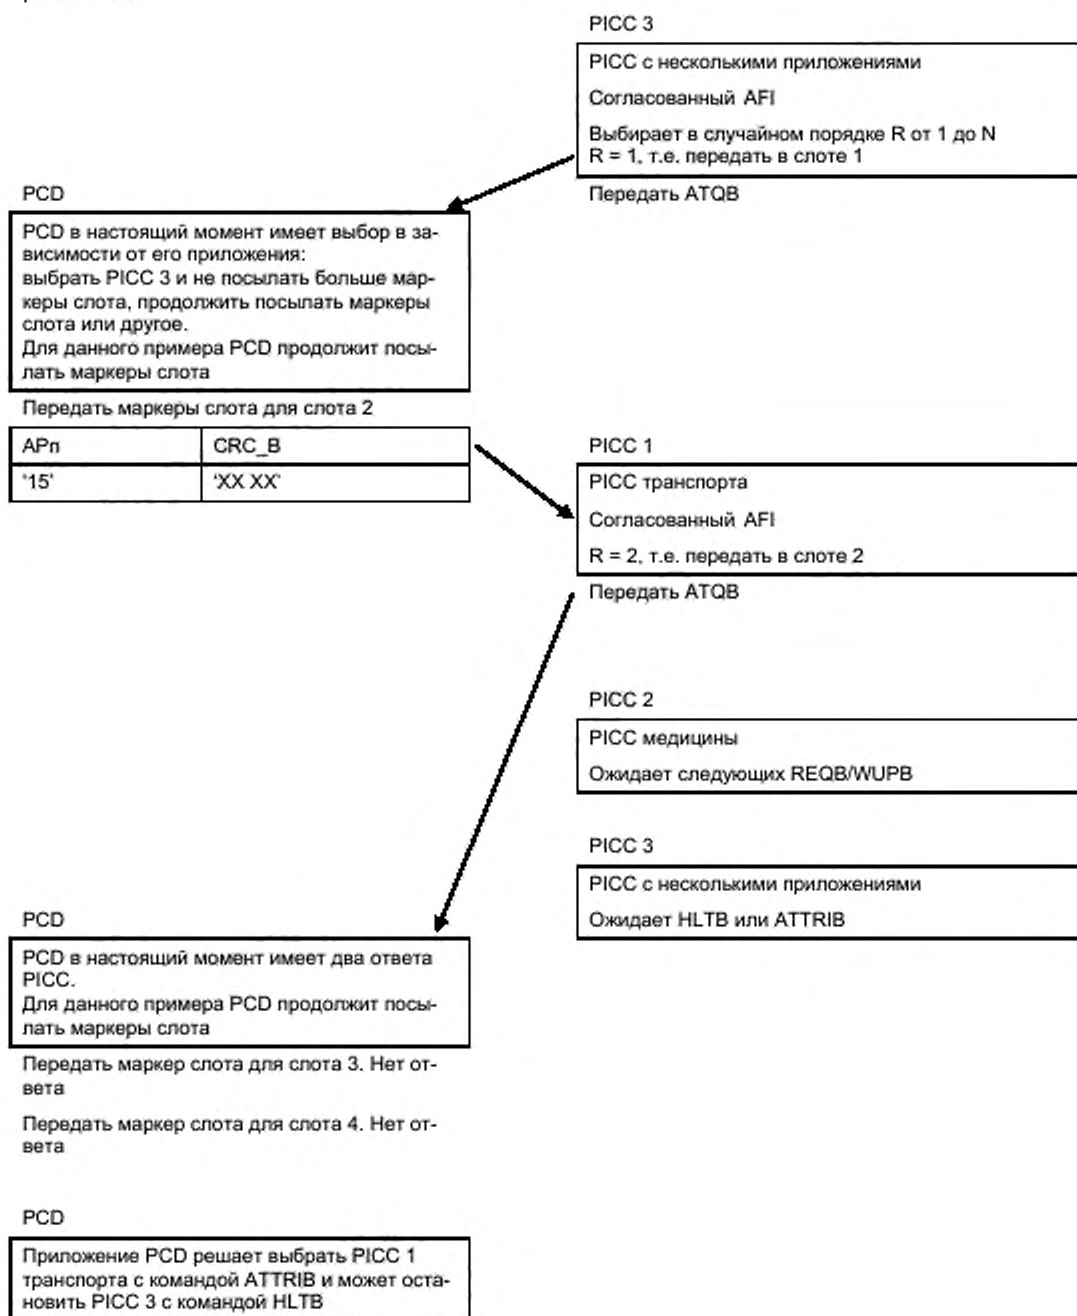 PICC 3
PICC с несколькими приложениями
Согласованный AFI
Выбирает в случайном порядке R от 1 до N
R = 1, т.е. передать в слоте 1
Передать ATQB
PCD
PCD в настоящий момент имеет выбор в за-
висимости от его приложения:
выбрать PICC 3 и не посылать больше мар-
керы слота, продолжить посылать маркеры
слота или другое.
Для данного примера PCD продолжит посы-
лать маркеры слота
Передать маркеры слота для слота 2
APn CRC_B
'15' 'XX XX'
PICC 1
PICC транспорта
Согласованный AFI
R = 2, т.е. передать в слоте 2
Передать ATQB
PICC 2
PICC медицины
Ожидает следующих REQB/WUPB
PICC 3
PICC с несколькими приложениями
Ожидает HLTB или ATTRIB
PCD
PCD в настоящий момент имеет два ответа
PICC.
Для данного примера PCD продолжит посы-
лать маркеры слота
Передать маркер слота для слота 3. Нет от-
вета
Передать маркер слота для слота 4. Нет от-
вета
PCD
Приложение PCD решает выбрать PICC 1
транспорта с командой ATTRIB и может оста-
новить PICC 3 с командой HLTB